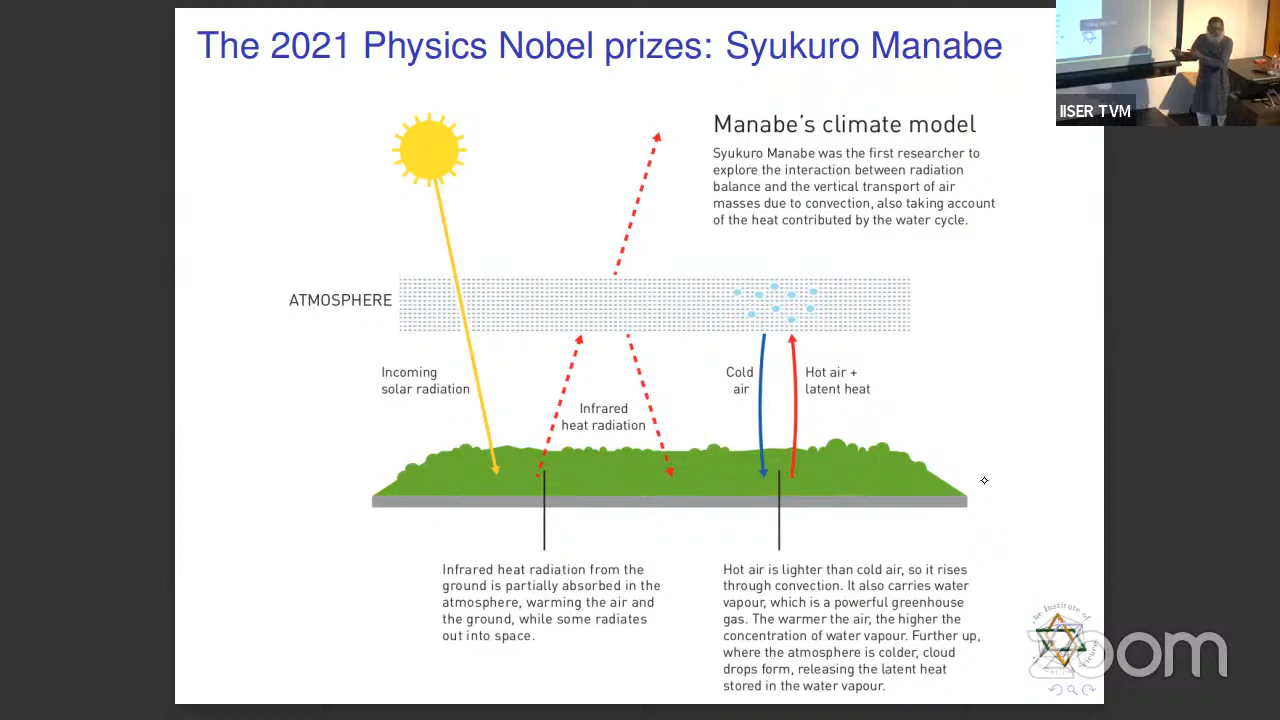 The 2021 Physics Nobel prizes: Syukuro Manabe
IISER TVM
Manabe's climate model
Syukuro Manabe was the first researcher to
explore the interaction between radiation
balance and the vertical transport of air
masses due to convection, also taking account
of the heat contributed by the water cycle.
ATMOSPHERE
Incoming
solar radiation
Infrared
heat radiation
Cold
air
Hot air +
latent heat
Infrared heat radiation from the
ground is partially absorbed in the
atmosphere, warming the air and
the ground, while some radiates
out into space.
Hot air is lighter than cold air, so it rises
through convection. It also carries water
vapour, which is a powerful greenhouse
gas. The warmer the air, the higher the
concentration of water vapour. Further up,
where the atmosphere is colder, cloud
drops form, releasing the latent heat
stored in the water vapour.
Institute of
zoom